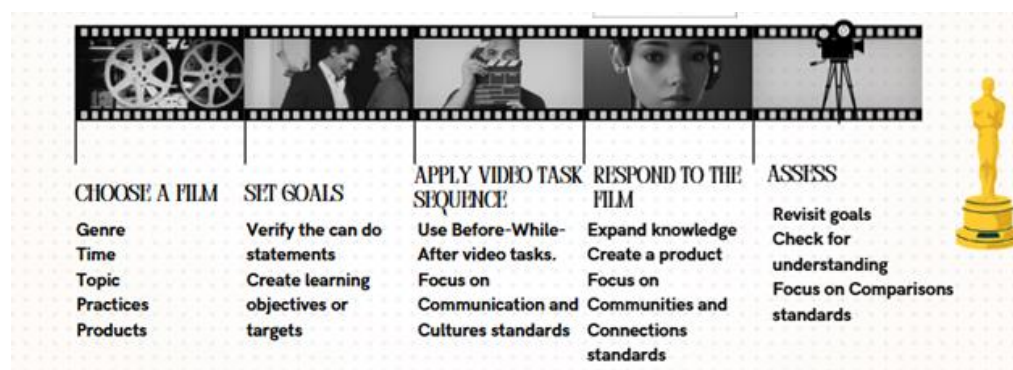 CHOOSE A FILM
Genre
Time
Topic
Practices
Products
SET GOALS
Verify the can do
statements
Create learning
objectives or
targets
APPLY VIDEO TASK
SEQUENCE
Use Before-While-
After video tasks.
Focus on
Communication and
Cultures standards
RESPOND TO THE
FILM
Expand knowledge
Create a product
Focus on
Communities and
Connections
standards
ASSESS
Revisit goals
Check for
understanding
Focus on Comparisons
standards